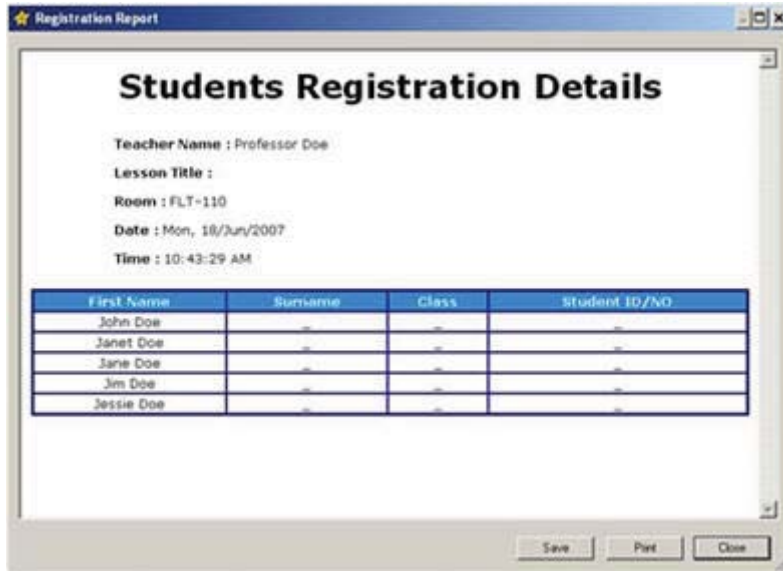 Registration Report
Students Registration Details
Teacher Name : Professor Doe
Lesson Title :
Room : FLT-110
Date : Mon, 18/Jun/2007
Time : 10:43:29 AM
First Name Surname Class Student ID/NO
John Doe _ _ _
Janet Doe _ _ _
Jane Doe _ _ _
Jim Doe _ _ _
Jessie Doe _ _ _
Save Print Close